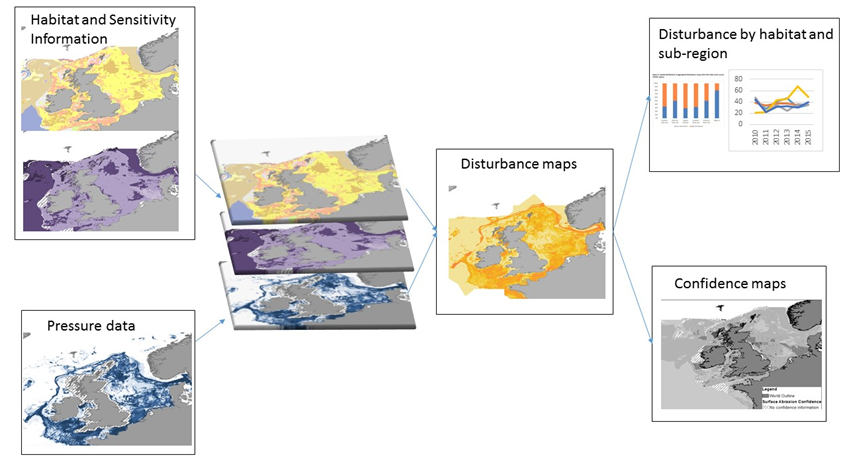 Habitat and Sensitivity
Information
Pressure data
Disturbance maps
Disturbance by habitat and
sub-region
80
60
40
20
0
2010
2011
2012
2013
2014
2015
Confidence maps
Legend
World Outline
Surface Abrasion Confidence
No confidence information